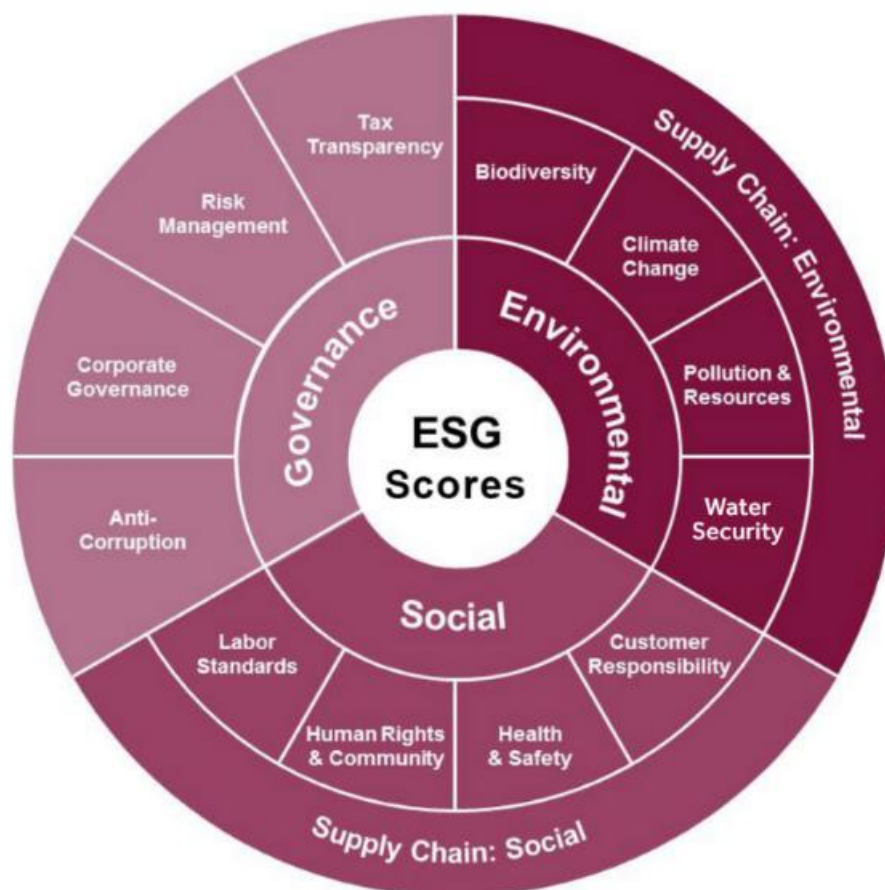 Tax
Transparency
Risk
Management
Corporate
Governance
Anti-
Corruption
Governance
Biodiversity
Climate
Change
Pollution &
Resources
Water
Security
Environmental
Supply Chain: Environmental
ESG
Scores
Social
Labor
Standards
Human Rights
& Community
Health
& Safety
Customer
Responsibility
Supply Chain: Social